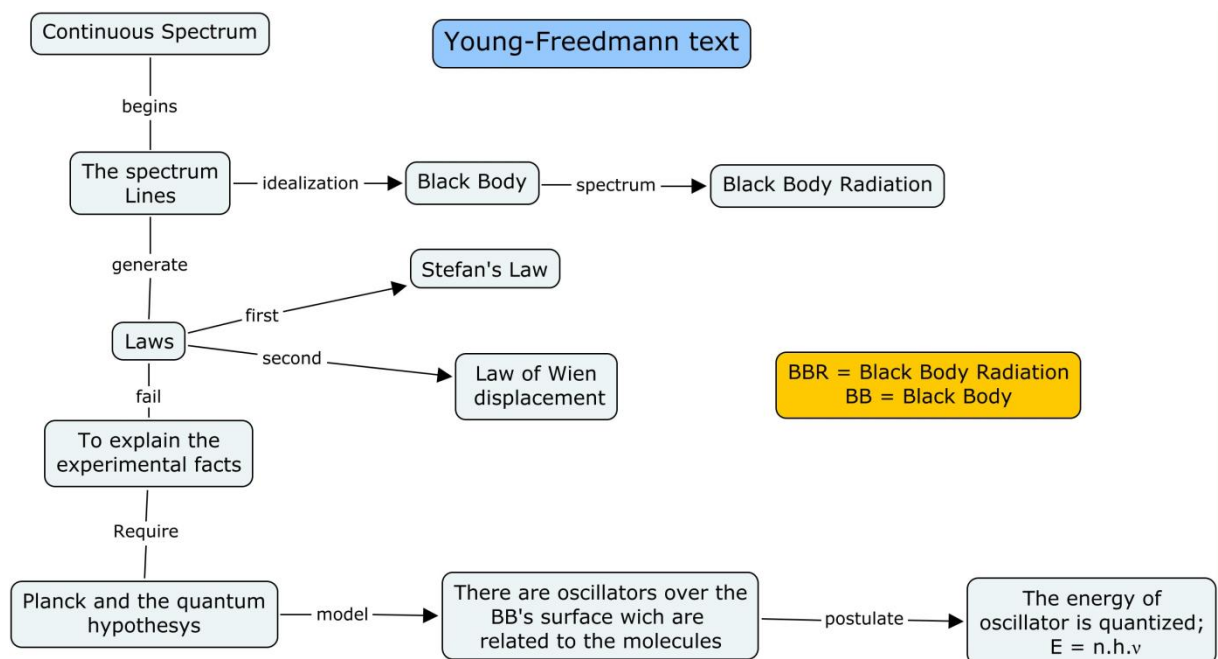 Continuous Spectrum
Young-Freedmann text
begins
The spectrum
Lines
idealization
Black Body
spectrum
Black Body Radiation
generate
Stefan's Law
first
Laws
second
Law of Wien
displacement
BBR = Black Body Radiation
BB = Black Body
fail
To explain the
experimental facts
Require
Planck and the quantum
hypothesys
model
There are oscillators over the
BB's surface wich are
related to the molecules
postulate
The energy of
oscillator is quantized;
E = n.h.ν